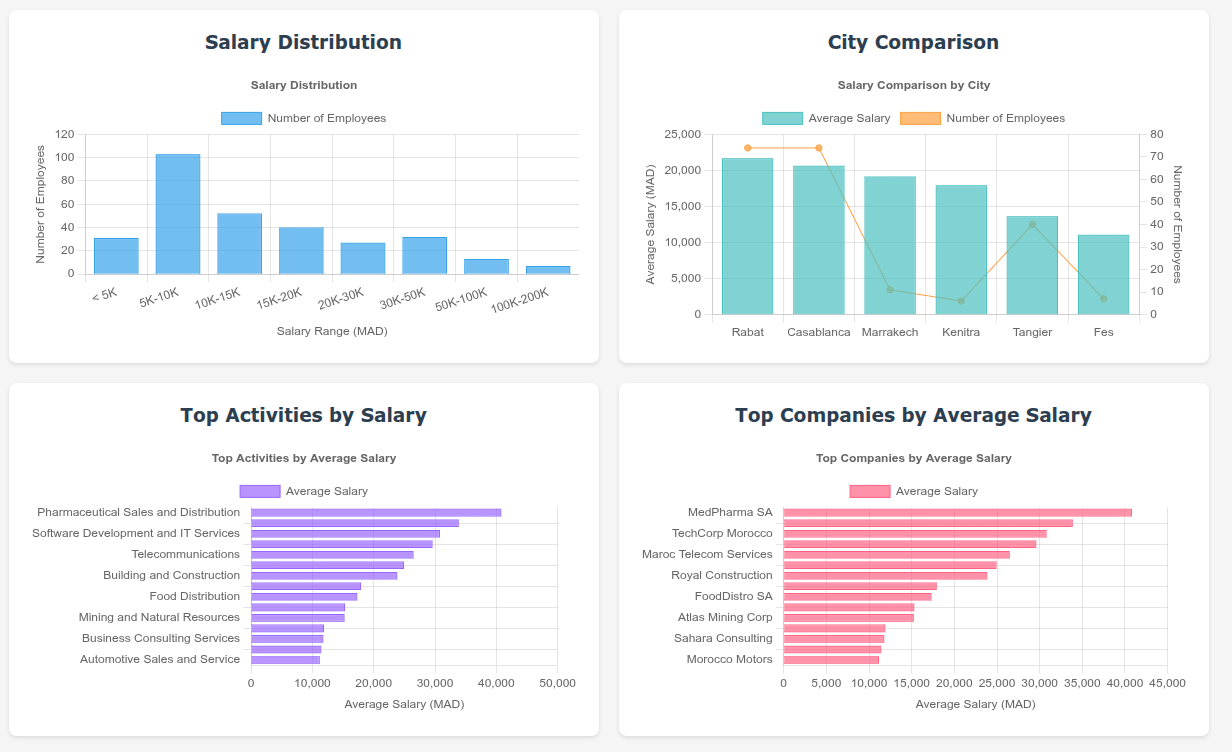 Salary Distribution
Salary Distribution
Number of Employees
120
100
80
60
40
20
0
Number of Employees
< 5K
5K-10K
10K-15K
15K-20K
20K-30K
30K-50K
50K-100K
100K-200K
Salary Range (MAD)
City Comparison
Salary Comparison by City
Average Salary
Number of Employees
25,000
20,000
15,000
10,000
5,000
0
Average Salary (MAD)
80
70
60
50
40
30
20
10
0
Number of Employees
Rabat
Casablanca
Marrakech
Kenitra
Tangier
Fes
Top Activities by Salary
Top Activities by Average Salary
Average Salary
Pharmaceutical Sales and Distribution
Software Development and IT Services
Telecommunications
Building and Construction
Food Distribution
Mining and Natural Resources
Business Consulting Services
Automotive Sales and Service
0
10,000
20,000
30,000
40,000
50,000
Average Salary (MAD)
Top Companies by Average Salary
Top Companies by Average Salary
Average Salary
MedPharma SA
TechCorp Morocco
Maroc Telecom Services
Royal Construction
FoodDistro SA
Atlas Mining Corp
Sahara Consulting
Morocco Motors
0
5,000
10,000
15,000
20,000
25,000
30,000
35,000
40,000
45,000
Average Salary (MAD)